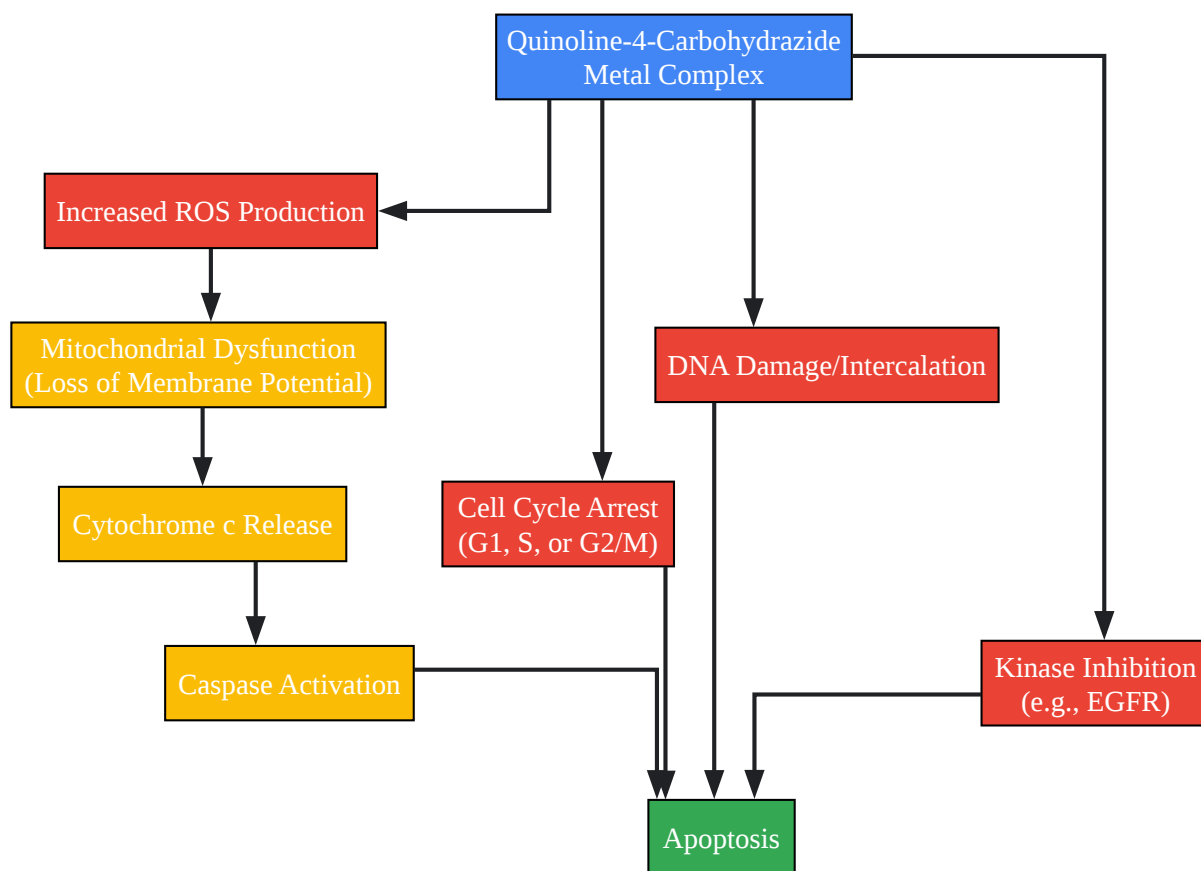 Quinoline-4-Carbohydrazide
Metal Complex
Increased ROS Production
Mitochondrial Dysfunction
(Loss of Membrane Potential)
DNA Damage/Intercalation
Cytochrome c Release
Cell Cycle Arrest
(G1, S, or G2/M)
Caspase Activation
Kinase Inhibition
(e.g., EGFR)
Apoptosis